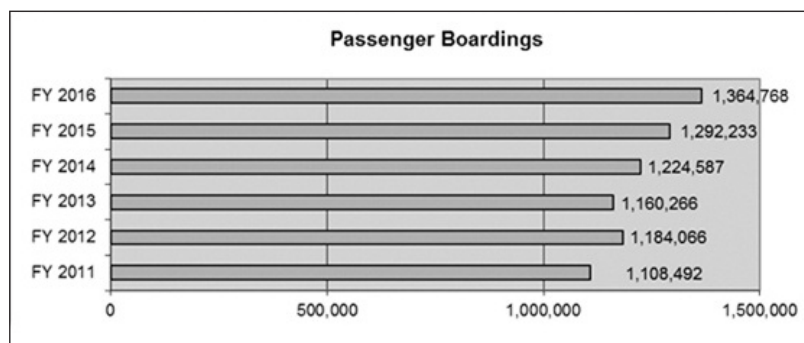 Passenger Boardings
FY 2016 1,364,768
FY 2015 1,292,233
FY 2014 1,224,587
FY 2013 1,160,266
FY 2012 1,184,066
FY 2011 1,108,492
0 500,000 1,000,000 1,500,000